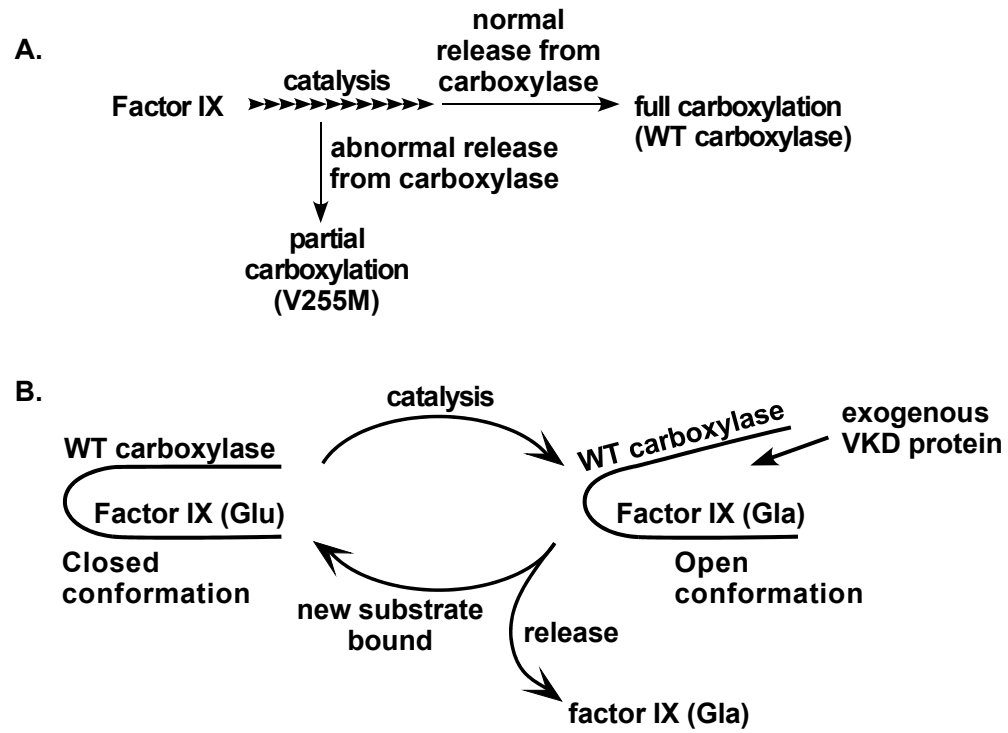 A.
normal
release from
carboxylase
catalysis
Factor IX
full carboxylation
(WT carboxylase)
abnormal release
from carboxylase
partial
carboxylation
(V255M)
B.
catalysis
WT carboxylase
Factor IX (Glu)
Closed
conformation
WT carboxylase
exogenous
VKD protein
Factor IX (Gla)
Open
conformation
new substrate
bound
release
factor IX (Gla)